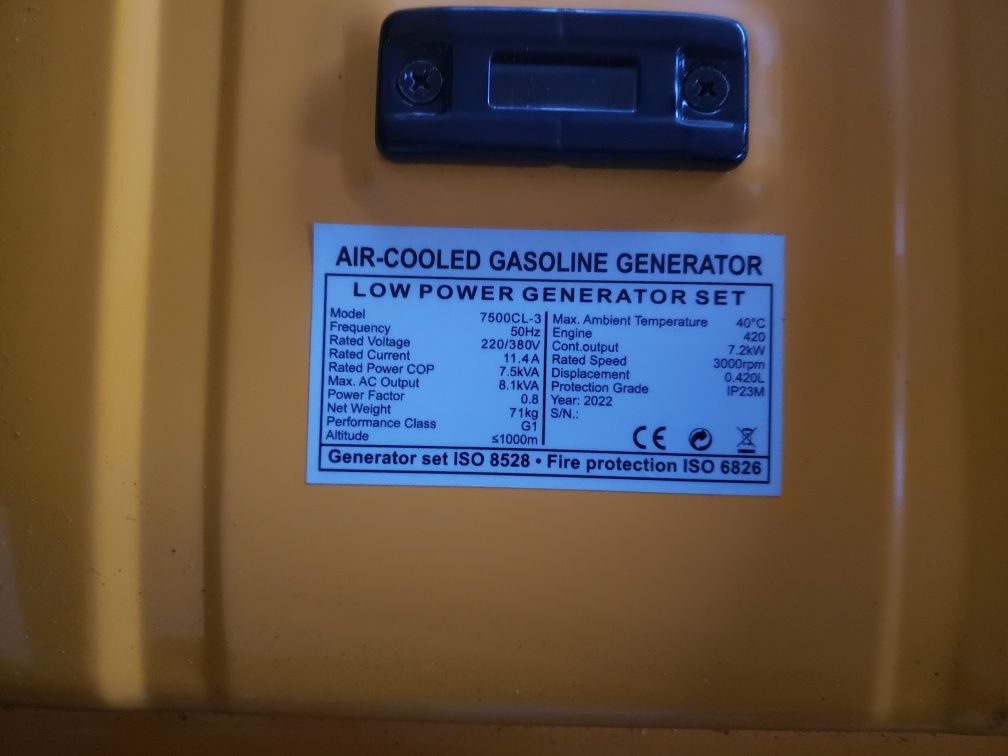 AIR-COOLED GASOLINE GENERATOR
LOW POWER GENERATOR SET
Model 7500CL-3
Frequency 50Hz
Rated Voltage 220/380V
Rated Current 11.4A
Rated Power COP 7.5kVA
Max. AC Output 8.1kVA
Power Factor 0.8
Net Weight 71kg
Performance Class G1
Altitude ≤1000m
Max. Ambient Temperature 40°C
Engine 420
Cont.output 7.2kW
Rated Speed 3000rpm
Displacement 0.420L
Protection Grade IP23M
Year: 2022
S/N.:
CE
Generator set ISO 8528 • Fire protection ISO 6826